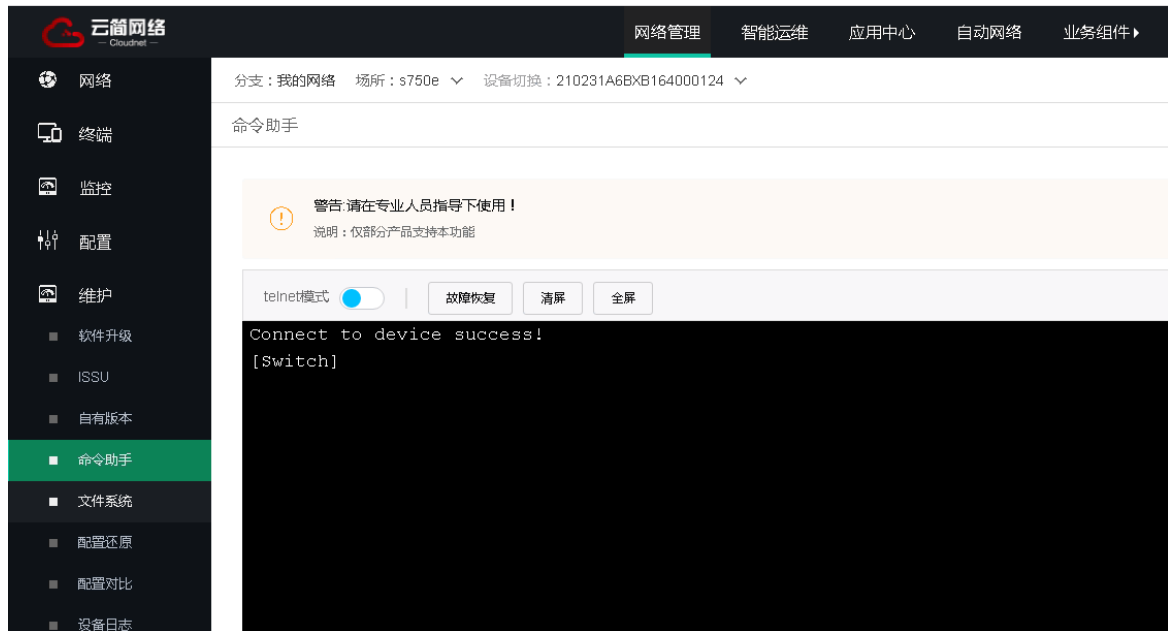 云简网络
— Cloudnet —
网络管理 智能运维 应用中心 自动网络 业务组件
网络
终端
监控
配置
维护
软件升级
ISSU
自有版本
命令助手
文件系统
配置还原
配置对比
设备日志
分支：我的网络 场所：s750e 设备切换：210231A6BXB164000124
命令助手
警告:请在专业人员指导下使用！
说明：仅部分产品支持本功能
telnet模式 故障恢复 清屏 全屏
Connect to device success!
[Switch]